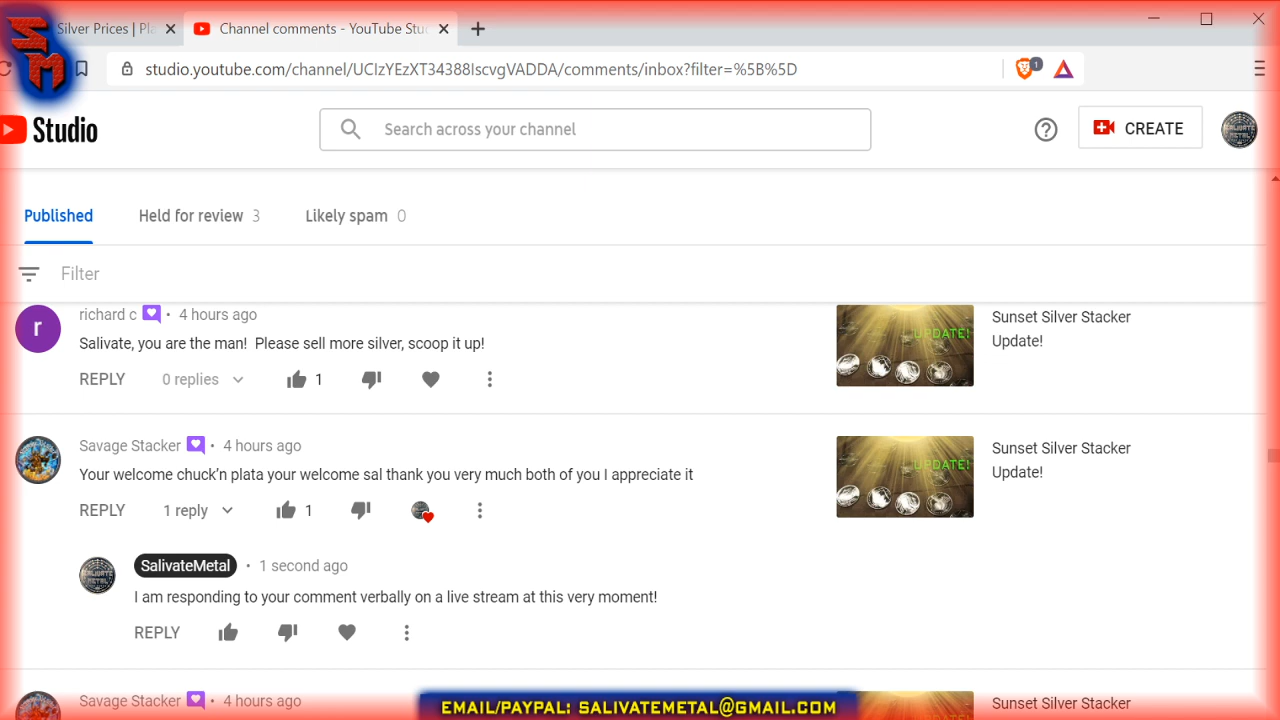 SM
Silver Prices | Pla
Channel comments - YouTube Stu
studio.youtube.com/channel/UCIzYEzXT34388IscvgVADDA/comments/inbox?filter=%5B%5D
1
Studio
Search across your channel
CREATE
Published
Held for review 3
Likely spam 0
Filter
r
richard c • 4 hours ago
Salivate, you are the man!  Please sell more silver, scoop it up!
REPLY
0 replies
1
UPDATE!
Sunset Silver Stacker
Update!
Savage Stacker • 4 hours ago
Your welcome chuck’n plata your welcome sal thank you very much both of you I appreciate it
REPLY
1 reply
1
UPDATE!
Sunset Silver Stacker
Update!
SALIVATE
METAL
SalivateMetal • 1 second ago
I am responding to your comment verbally on a live stream at this very moment!
REPLY
Savage Stacker • 4 hours ago
UPDATE!
Sunset Silver Stacker
EMAIL/PAYPAL: SALIVATEMETAL@GMAIL.COM